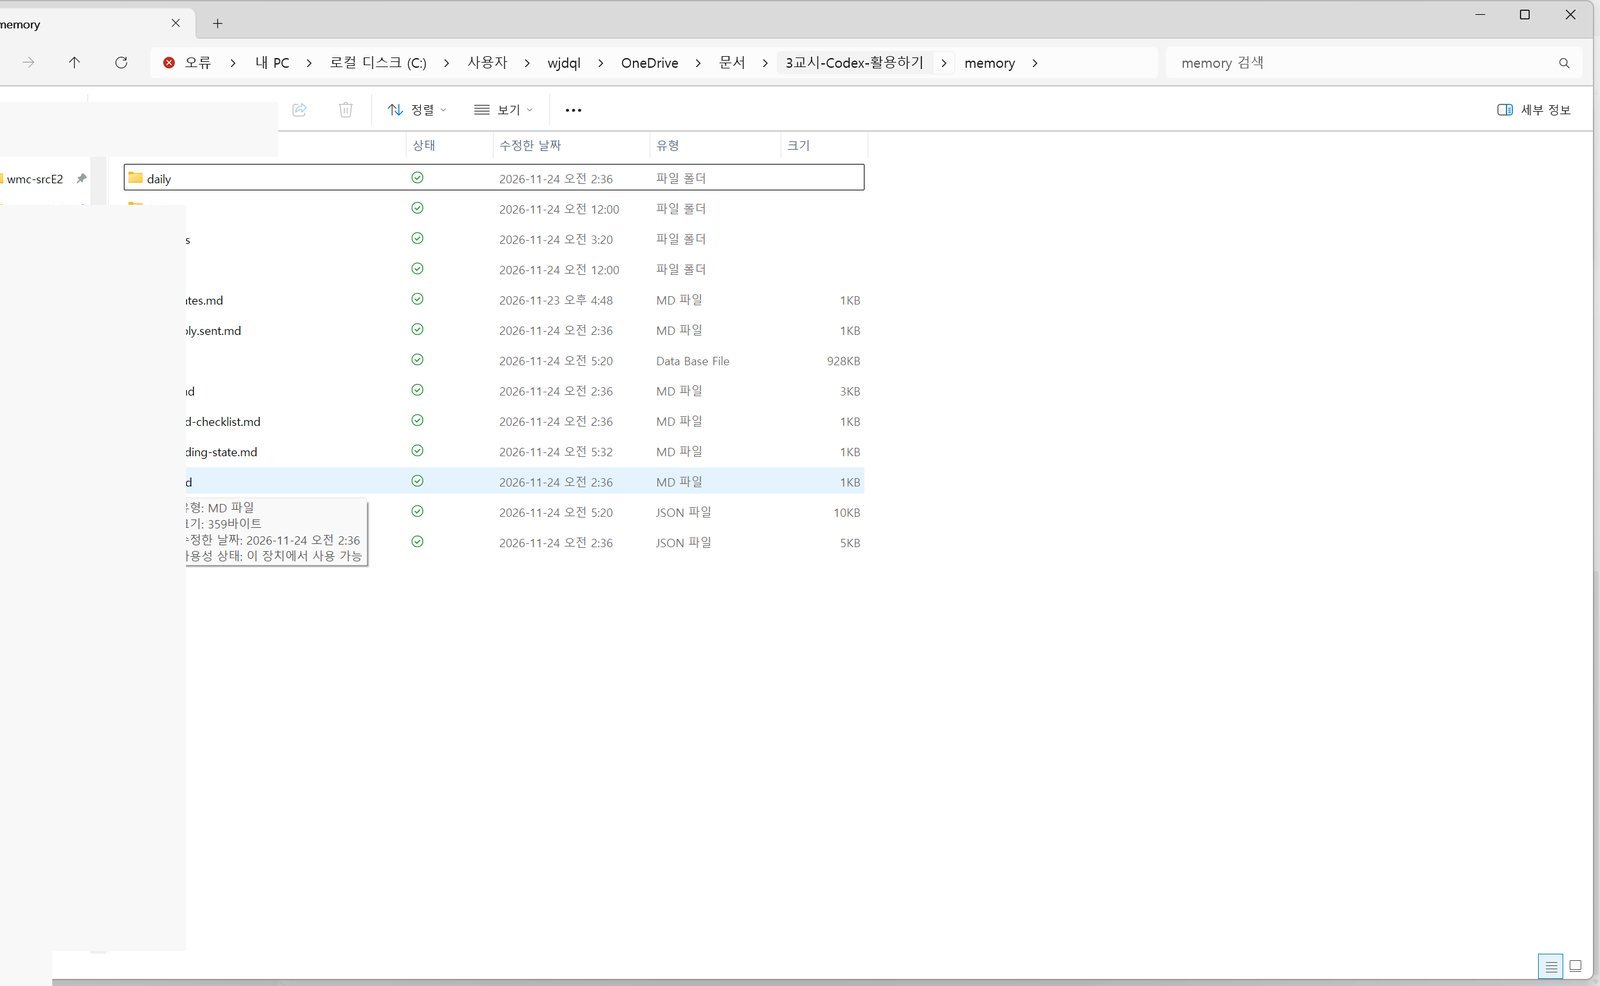 memory
오류 내 PC 로컬 디스크 (C:) 사용자 wjdql OneDrive 문서 3교시-Codex-활용하기 memory
memory 검색
정렬 보기 세부 정보
상태 수정한 날짜 유형 크기
wmc-srcE2
daily 2026-11-24 오전 2:36 파일 폴더
2026-11-24 오전 12:00 파일 폴더
s 2026-11-24 오전 3:20 파일 폴더
2026-11-24 오전 12:00 파일 폴더
ates.md 2026-11-23 오후 4:48 MD 파일 1KB
ply.sent.md 2026-11-24 오전 2:36 MD 파일 1KB
2026-11-24 오전 5:20 Data Base File 928KB
2026-11-24 오전 2:36 MD 파일 3KB
d-checklist.md 2026-11-24 오전 2:36 MD 파일 1KB
ding-state.md 2026-11-24 오전 5:32 MD 파일 1KB
d 2026-11-24 오전 2:36 MD 파일 1KB
유형: MD 파일
크기: 359바이트
수정한 날짜: 2026-11-24 오전 2:36
사용성 상태: 이 장치에서 사용 가능
2026-11-24 오전 5:20 JSON 파일 10KB
2026-11-24 오전 2:36 JSON 파일 5KB